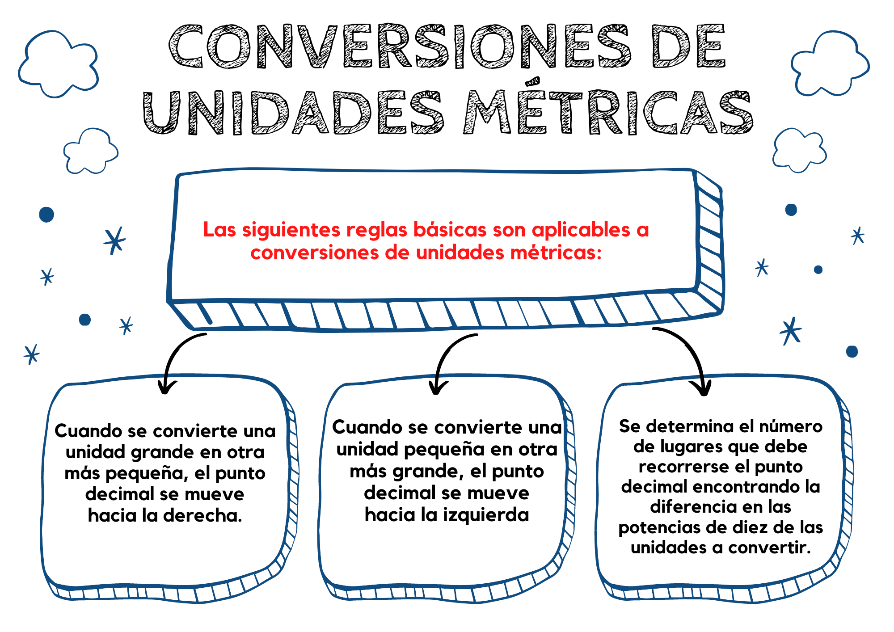 CONVERSIONES DE
UNIDADES MÉTRICAS
Las siguientes reglas básicas son aplicables a
conversiones de unidades métricas:
Cuando se convierte una
unidad grande en otra
más pequeña, el punto
decimal se mueve
hacia la derecha.
Cuando se convierte una
unidad pequeña en otra
más grande, el punto
decimal se mueve
hacia la izquierda
Se determina el número
de lugares que debe
recorrerse el punto
decimal encontrando la
diferencia en las
potencias de diez de las
unidades a convertir.